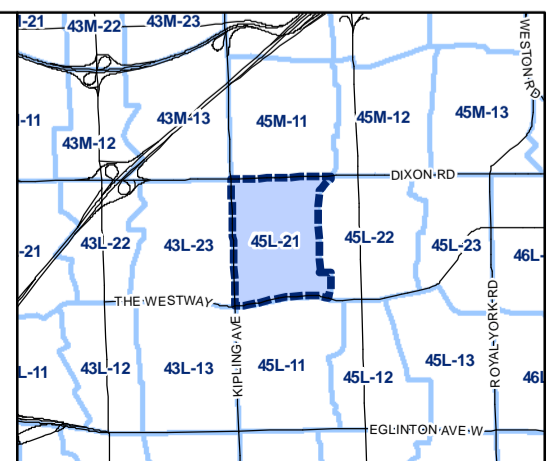 -21
43M-22
43M-23
WESTON RD
-11
43M-13
45M-11
45M-12
45M-13
43M-12
DIXON RD
-21
43L-22
43L-23
45L-21
45L-22
45L-23
46L-
THE WESTWAY
KIPLING AVE
ROYAL YORK RD
L-11
43L-12
43L-13
45L-11
45L-12
45L-13
46L
EGLINTON AVE W